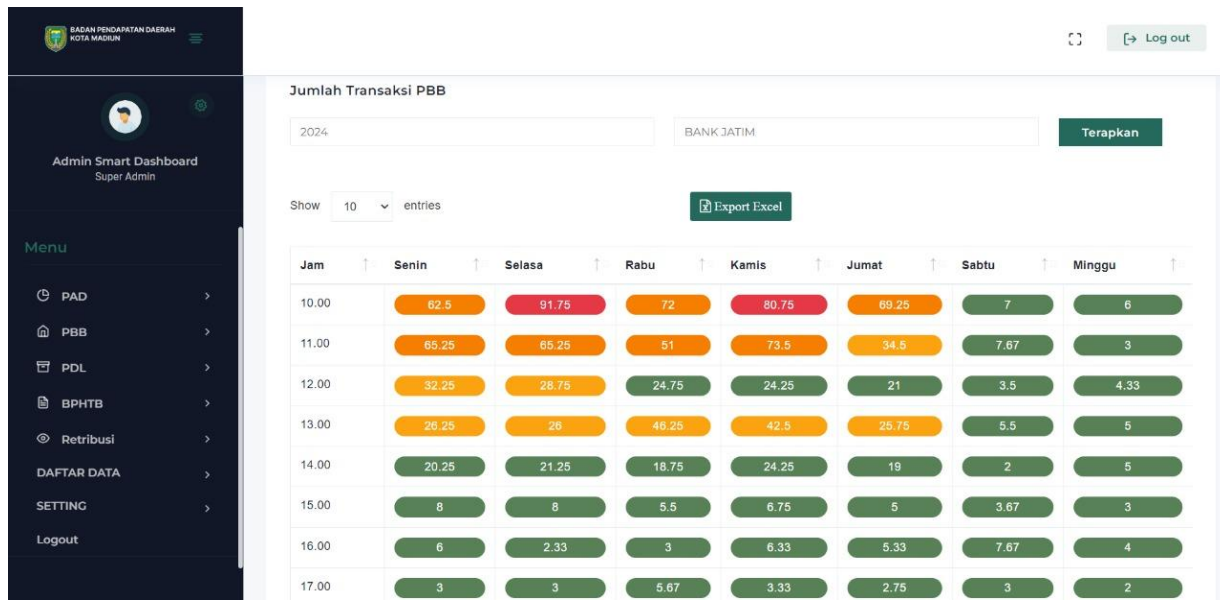 BADAN PENDAPATAN DAERAH
KOTA MADIUN
Log out
Admin Smart Dashboard
Super Admin
Menu
PAD
PBB
PDL
BPHTB
Retribusi
DAFTAR DATA
SETTING
Logout
Jumlah Transaksi PBB
2024 BANK JATIM Terapkan
Show 10 entries Export Excel
Jam Senin Selasa Rabu Kamis Jumat Sabtu Minggu
10.00 62.5 91.75 72 80.75 69.25 7 6
11.00 65.25 65.25 51 73.5 34.5 7.67 3
12.00 32.25 28.75 24.75 24.25 21 3.5 4.33
13.00 26.25 26 46.25 42.5 25.75 5.5 5
14.00 20.25 21.25 18.75 24.25 19 2 5
15.00 8 8 5.5 6.75 5 3.67 3
16.00 6 2.33 3 6.33 5.33 7.67 4
17.00 3 3 5.67 3.33 2.75 3 2